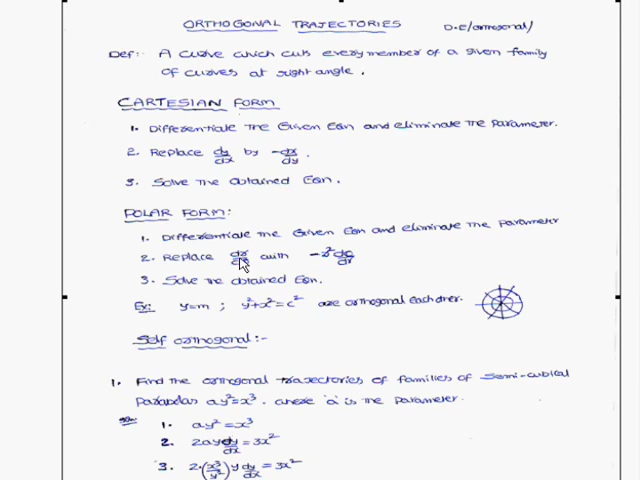 ORTHOGONAL TRAJECTORIES D.E/orthogonal/
Def:- A curve which cuts every member of a given family
of curves at right angle.
CARTESIAN FORM
1. Differentiate the Given Eqn and eliminate the Parameter.
2. Replace dy/dx by -dx/dy.
3. Solve the obtained Eqn.
POLAR FORM:
1. Differentiate the Given Eqn and eliminate the Parameter
2. Replace with -r² dθ/dr
3. Solve the obtained Eqn.
Ex: y=m ; y²+x²=c² are orthogonal each other.
Self orthogonal:-
1. Find the orthogonal trajectories of families of semi-cubical
Parabolas ay²=x³. where 'a' is the parameter.
Soln:
1. ay²=x³
2. 2ay dy/dx = 3x²
3. 2·(x³/y²) y dy/dx = 3x²